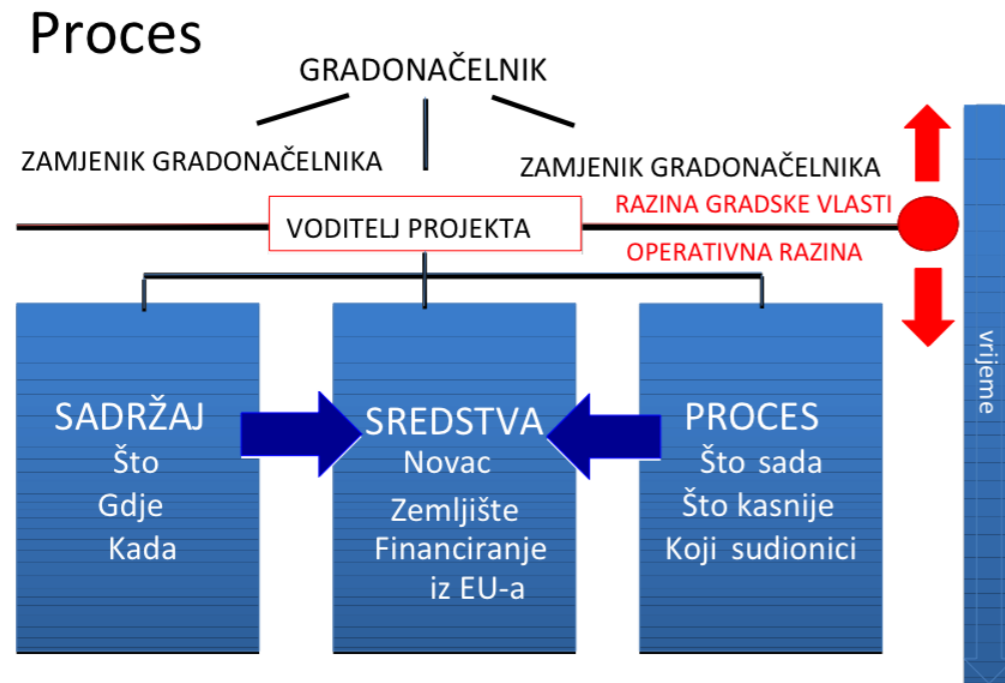 Proces
GRADONAČELNIK
ZAMJENIK GRADONAČELNIKA
ZAMJENIK GRADONAČELNIKA
RAZINA GRADSKE VLASTI
VODITELJ PROJEKTA
OPERATIVNA RAZINA
SADRŽAJ
Što
Gdje
Kada
SREDSTVA
Novac
Zemljište
Financiranje
iz EU-a
PROCES
Što sada
Što kasnije
Koji sudionici
vrijeme